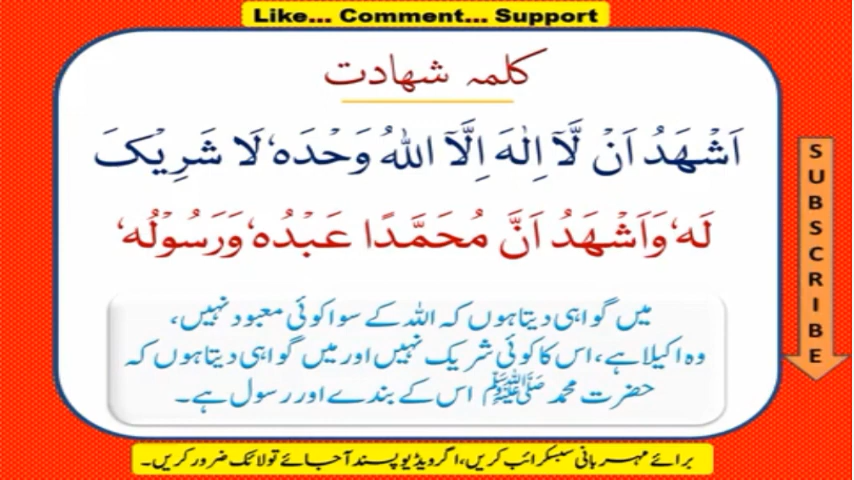 Like... Comment... Support
کلمہ شھادت
اَشْهَدُ اَنْ لَّآ اِلٰهَ اِلَّا اللهُ وَحْدَهٗ لَا شَرِيْکَ
لَهٗ وَاَشْهَدُ اَنَّ مُحَمَّدًا عَبْدُهٗ وَرَسُوْلُهٗ
میں گواہی دیتا ہوں کہ اللہ کے سوا کوئی معبود نہیں،
وہ اکیلا ہے، اس کا کوئی شریک نہیں اور میں گواہی دیتا ہوں کہ
حضرت محمد ﷺ اس کے بندے اور رسول ہے۔
SUBSCRIBE
برائے مہربانی سبسکرائب کریں، اگر ویڈیو پسند آجائے تو لائک ضرور کریں۔